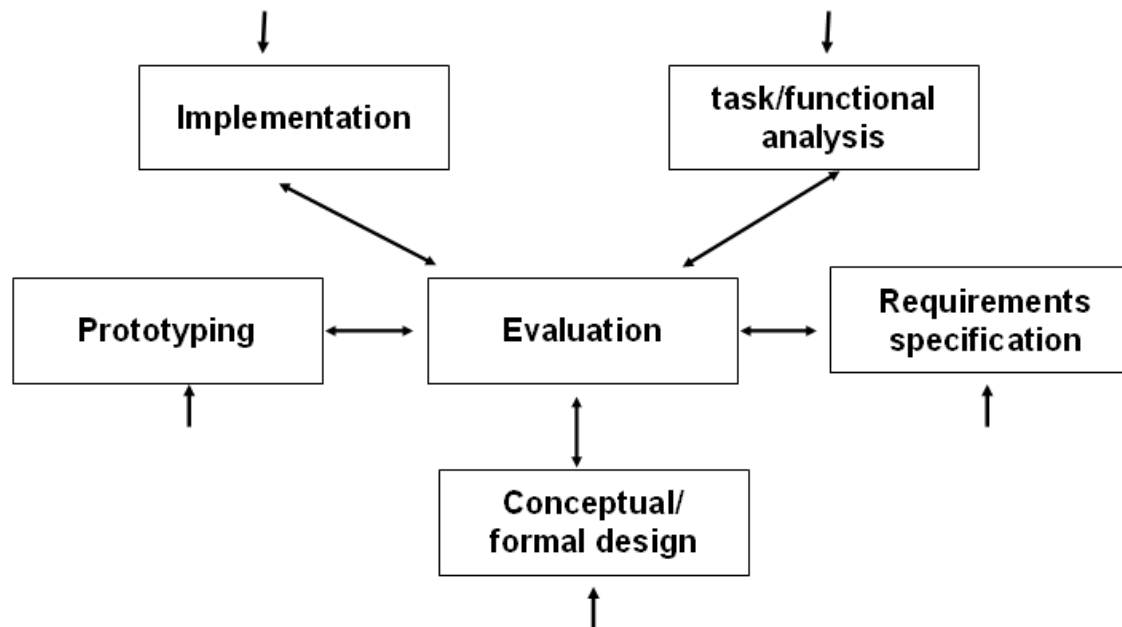 Implementation
task/functional
analysis
Prototyping
Evaluation
Requirements
specification
Conceptual/
formal design